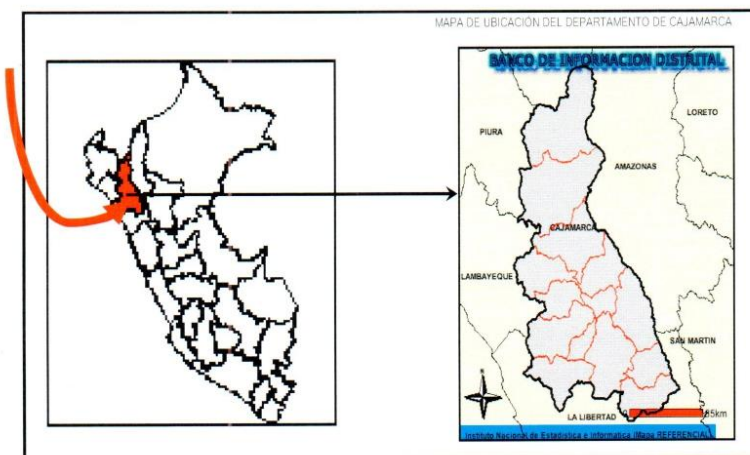 MAPA DE UBICACIÓN DEL DEPARTAMENTO DE CAJAMARCA
BANCO DE INFORMACION DISTRITAL
LORETO
PIURA
AMAZONAS
CAJAMARCA
LAMBAYEQUE
SAN MARTIN
N
LA LIBERTAD
0 85km
Instituto Nacional de Estadística e Informática (Mapa REFERENCIAL)